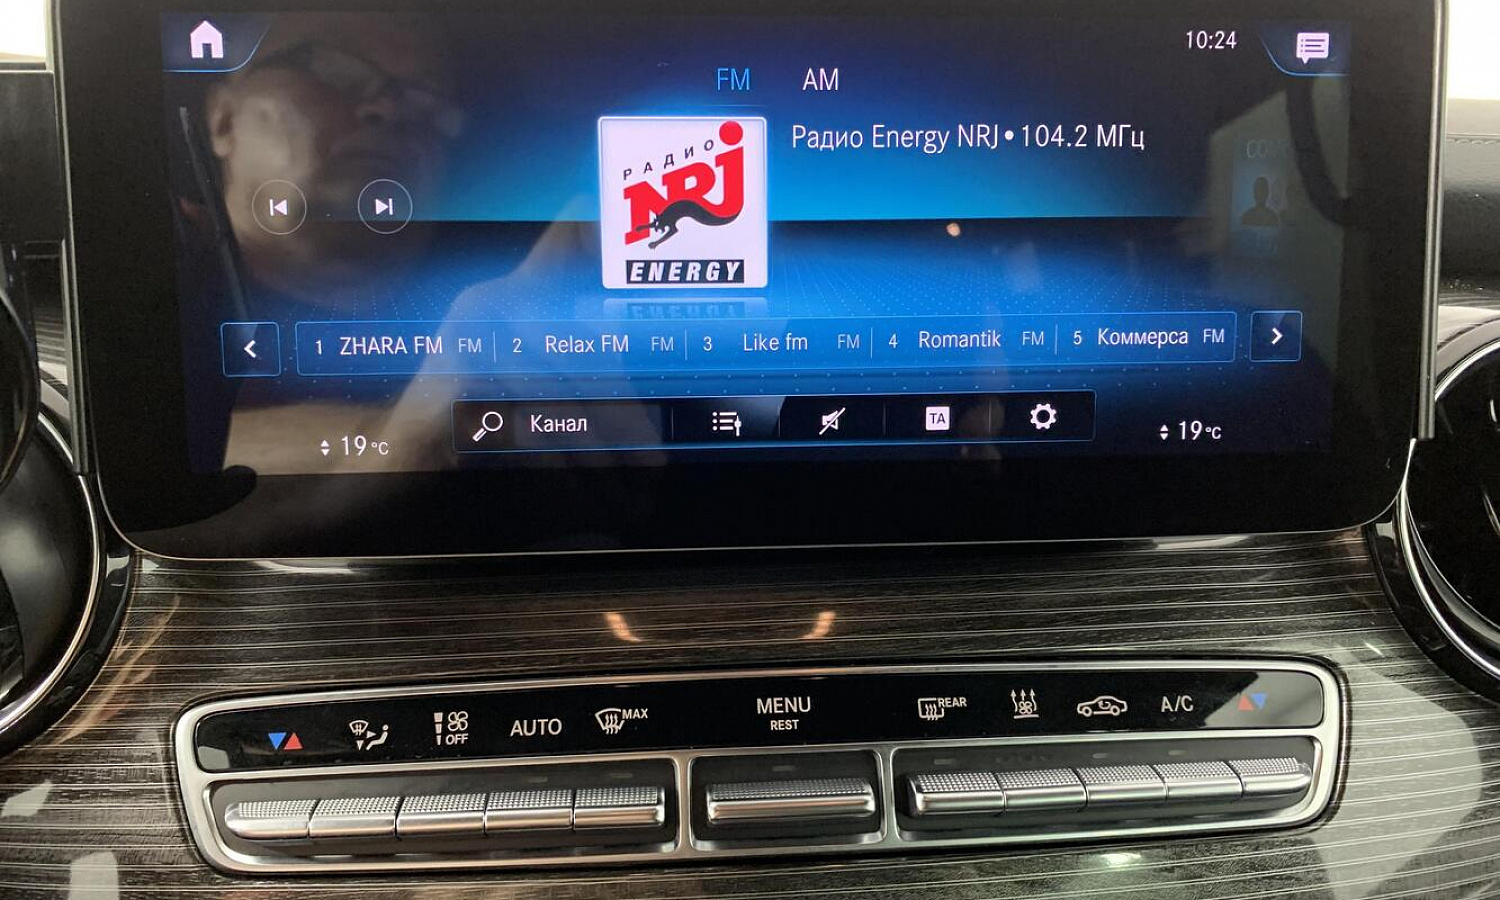 10:24
FM AM
Радио Energy NRJ • 104.2 МГц
РАДИО
NRJ
ENERGY
1 ZHARA FM FM 2 Relax FM FM 3 Like fm FM 4 Romantik FM 5 Коммерса FM
Канал TA
19 °C 19 °C
OFF AUTO MAX MENU REST REAR A/C